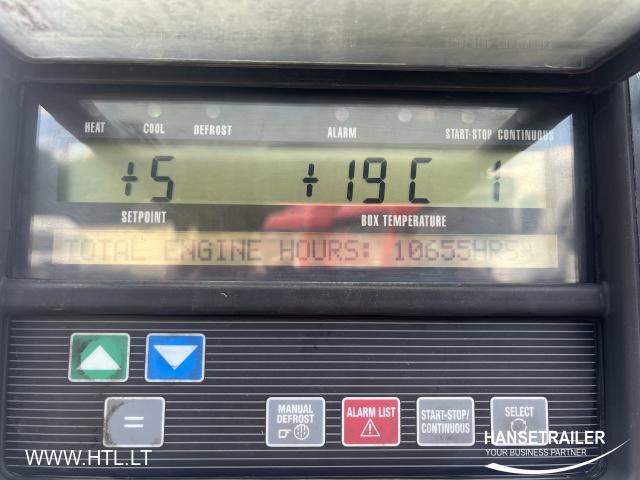 HEAT COOL DEFROST ALARM START-STOP CONTINUOUS
+5 +19 C 1
SETPOINT BOX TEMPERATURE
TOTAL ENGINE HOURS: 10655HRS
=
MANUAL DEFROST
ALARM LIST
START-STOP/ CONTINUOUS
SELECT
HANSETRAILER
YOUR BUSINESS PARTNER
WWW.HTL.LT